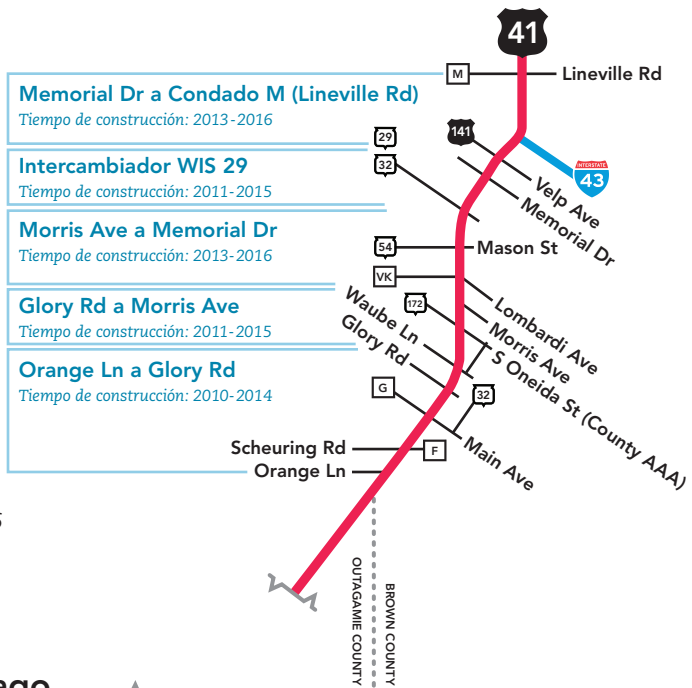 41
M
Lineville Rd
Memorial Dr a Condado M (Lineville Rd)
Tiempo de construcción: 2013-2016
29
141
32
INTERSTATE
43
Intercambiador WIS 29
Tiempo de construcción: 2011-2015
Velp Ave
Memorial Dr
Morris Ave a Memorial Dr
Tiempo de construcción: 2013-2016
54
Mason St
VK
172
Waube Ln
Glory Rd
Lombardi Ave
Morris Ave
S Oneida St (County AAA)
Glory Rd a Morris Ave
Tiempo de construcción: 2011-2015
Orange Ln a Glory Rd
Tiempo de construcción: 2010-2014
G
32
Main Ave
Scheuring Rd
F
Orange Ln
OUTAGAMIE COUNTY
BROWN COUNTY